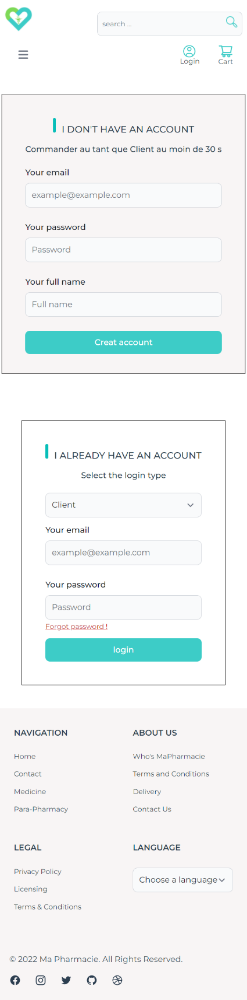 search ...
Login
Cart
I DON'T HAVE AN ACCOUNT
Commander au tant que Client au moin de 30 s
Your email
example@example.com
Your password
Password
Your full name
Full name
Creat account
I ALREADY HAVE AN ACCOUNT
Select the login type
Client
Your email
example@example.com
Your password
Password
Forgot password !
login
NAVIGATION
Home
Contact
Medicine
Para-Pharmacy
ABOUT US
Who's MaPharmacie
Terms and Conditions
Delivery
Contact Us
LEGAL
Privacy Policy
Licensing
Terms & Conditions
LANGUAGE
Choose a language
© 2022 Ma Pharmacie. All Rights Reserved.